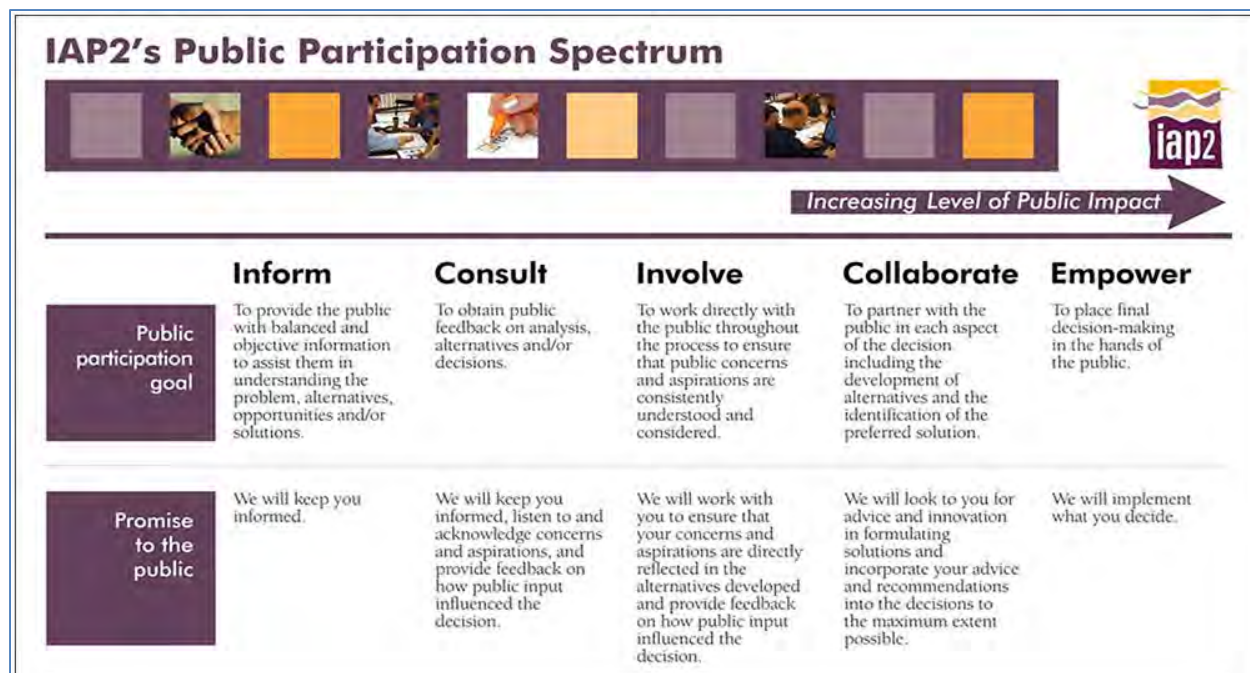 IAP2's Public Participation Spectrum
iap2
Increasing Level of Public Impact
Inform
Consult
Involve
Collaborate
Empower
Public
participation
goal
To provide the public
with balanced and
objective information
to assist them in
understanding the
problem, alternatives,
opportunities and/or
solutions.
To obtain public
feedback on analysis,
alternatives and/or
decisions.
To work directly with
the public throughout
the process to ensure
that public concerns
and aspirations are
consistently
understood and
considered.
To partner with the
public in each aspect
of the decision
including the
development of
alternatives and the
identification of the
preferred solution.
To place final
decision-making
in the hands of
the public.
Promise
to the
public
We will keep you
informed.
We will keep you
informed, listen to and
acknowledge concerns
and aspirations, and
provide feedback on
how public input
influenced the
decision.
We will work with
you to ensure that
your concerns and
aspirations are directly
reflected in the
alternatives developed
and provide feedback
on how public input
influenced the
decision.
We will look to you for
advice and innovation
in formulating
solutions and
incorporate your advice
and recommendations
into the decisions to
the maximum extent
possible.
We will implement
what you decide.